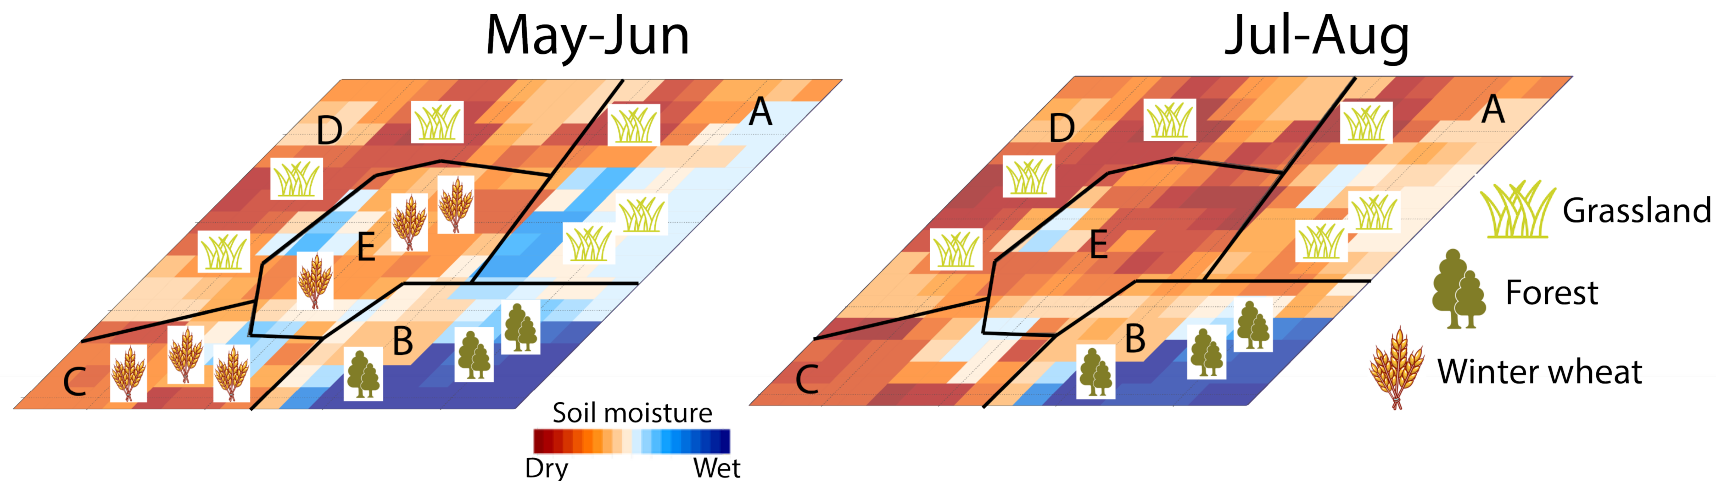 May-Jun
Jul-Aug
A
D
E
B
C
A
D
E
B
C
Grassland
Forest
Winter wheat
Soil moisture
Dry
Wet